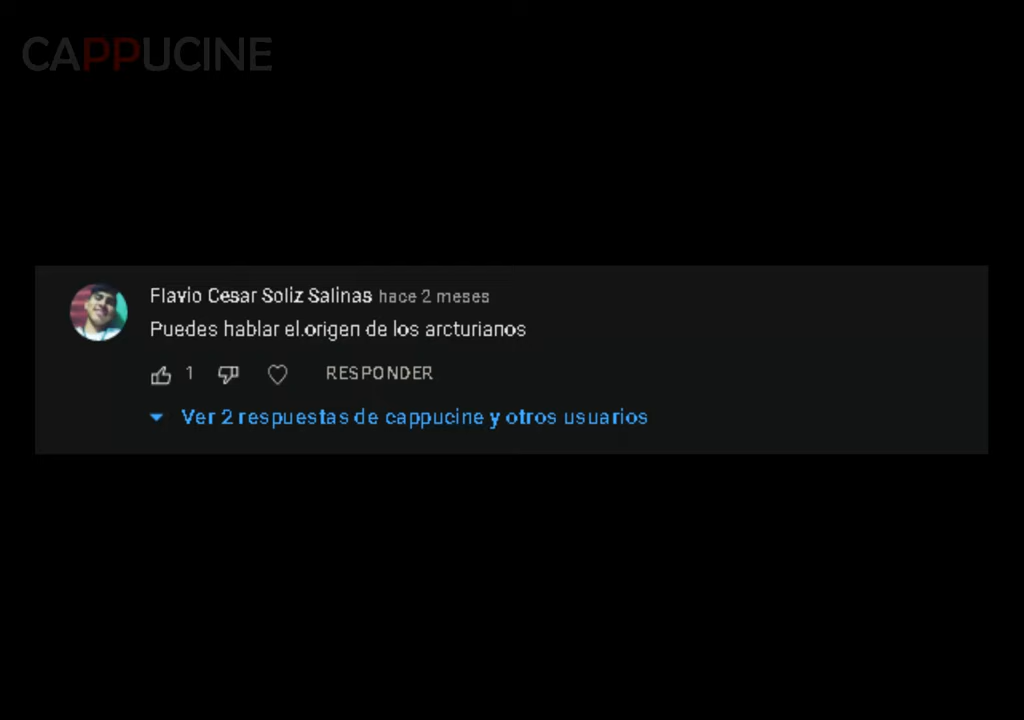 CAPPUCINE
Flavio Cesar Soliz Salinas hace 2 meses
Puedes hablar el.origen de los arcturianos
1 RESPONDER
Ver 2 respuestas de cappucine y otros usuarios